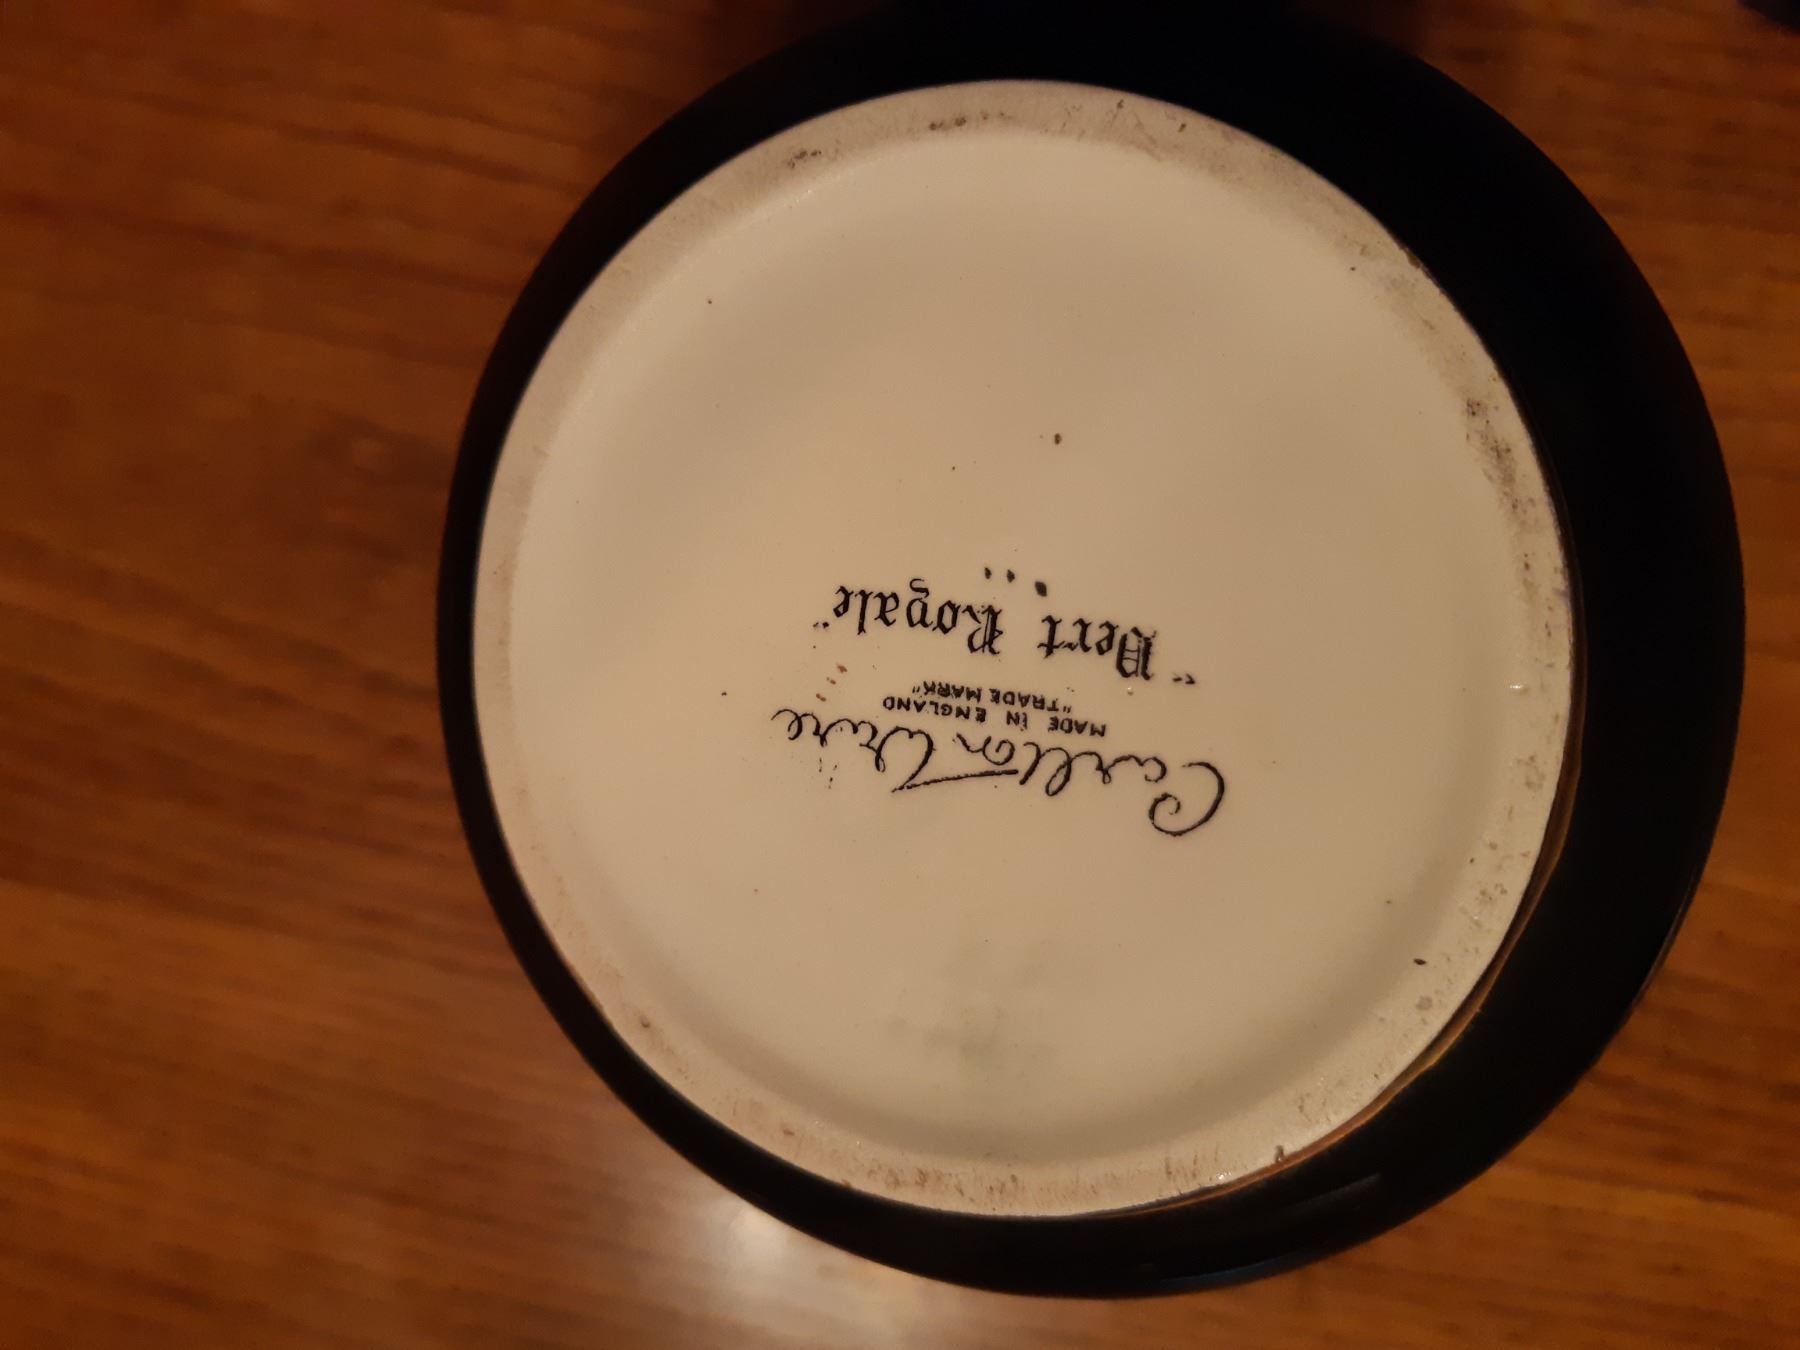 Carlton Ware
MADE IN ENGLAND
"TRADE MARK"
"Vert Royale"